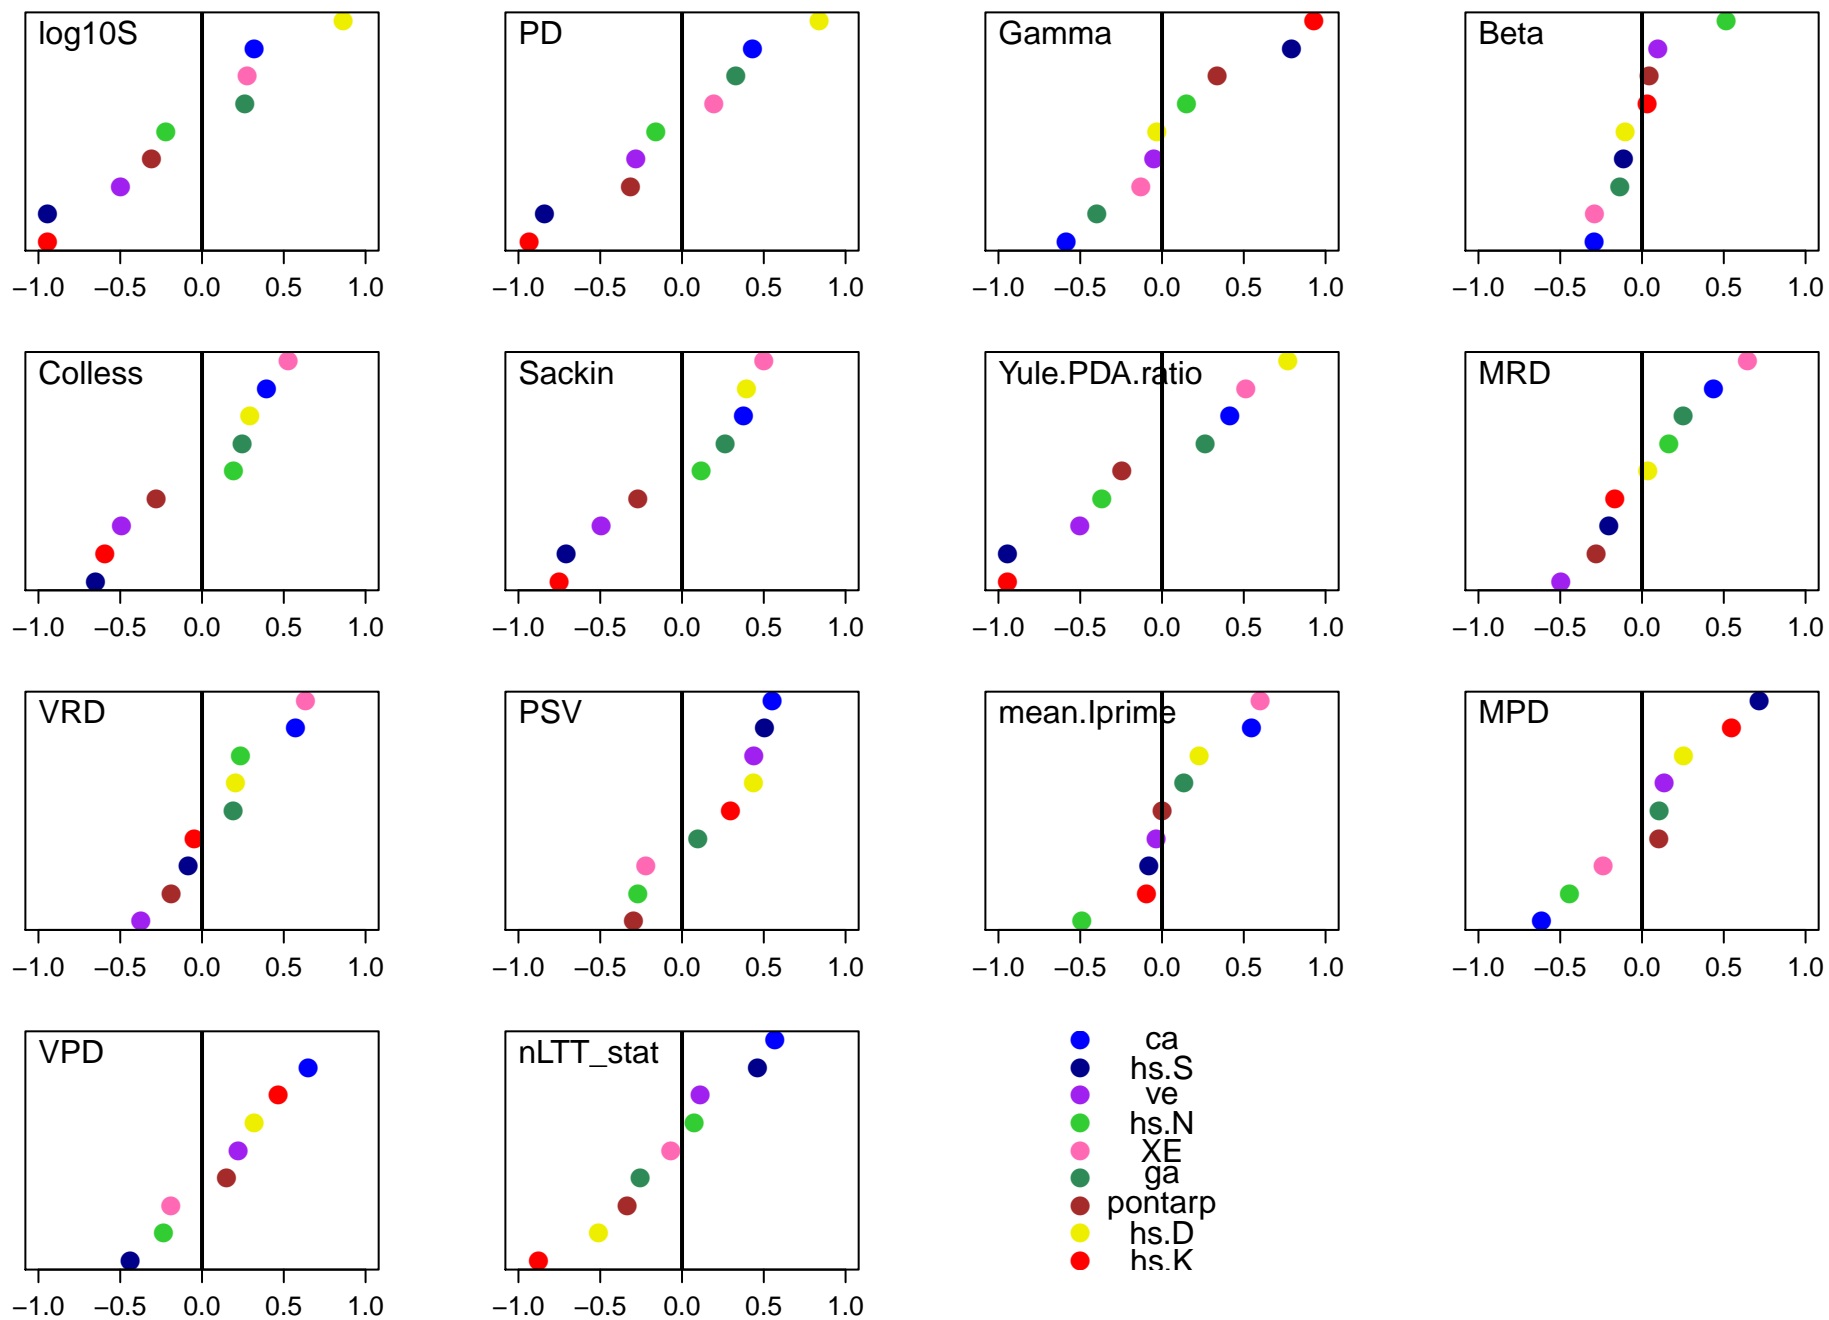 log10S
−1.0 −0.5 0.0 0.5 1.0
PD
−1.0 −0.5 0.0 0.5 1.0
Gamma
−1.0 −0.5 0.0 0.5 1.0
Beta
−1.0 −0.5 0.0 0.5 1.0
Colless
−1.0 −0.5 0.0 0.5 1.0
Sackin
−1.0 −0.5 0.0 0.5 1.0
Yule.PDA.ratio
−1.0 −0.5 0.0 0.5 1.0
MRD
−1.0 −0.5 0.0 0.5 1.0
VRD
−1.0 −0.5 0.0 0.5 1.0
PSV
−1.0 −0.5 0.0 0.5 1.0
mean.Iprime
−1.0 −0.5 0.0 0.5 1.0
MPD
−1.0 −0.5 0.0 0.5 1.0
VPD
−1.0 −0.5 0.0 0.5 1.0
nLTT_stat
−1.0 −0.5 0.0 0.5 1.0
ca
hs.S
ve
hs.N
XE
ga
pontarp
hs.D
hs.K